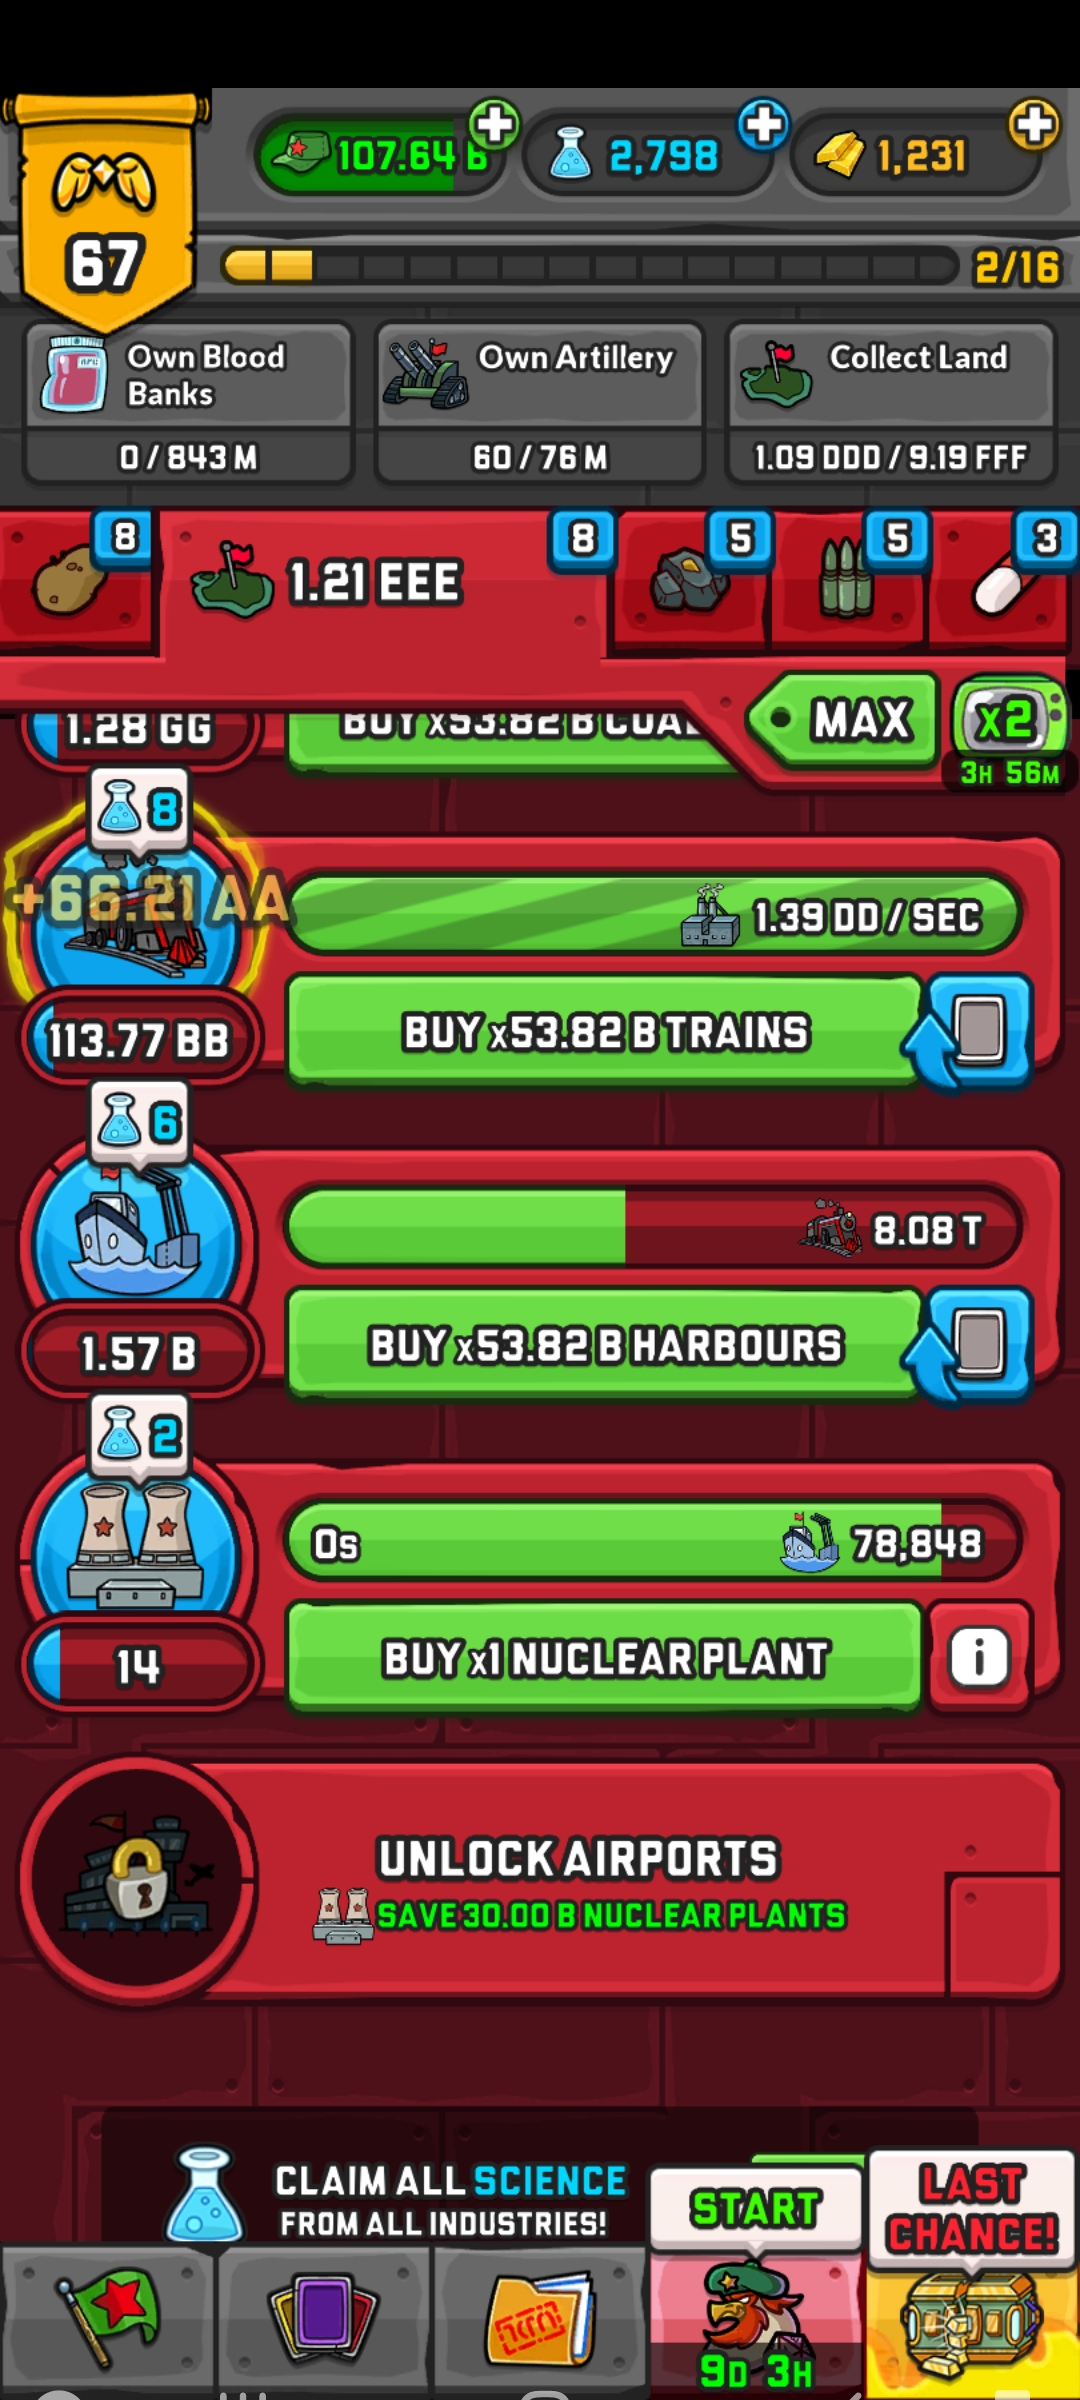 107.64 B
2,798
1,231
67
2/16
Own Blood
Banks
0 / 843 M
Own Artillery
60 / 76 M
Collect Land
1.09 DDD / 9.19 FFF
8
1.21 EEE
8
5
5
3
1.28 GG
BUY x53.82 B
MAX
x2
3H 56M
8
+66.21 AA
1.39 DD / SEC
113.77 BB
BUY x53.82 B TRAINS
6
8.08 T
1.57 B
BUY x53.82 B HARBOURS
2
0s
78,848
14
BUY x1 NUCLEAR PLANT
i
UNLOCK AIRPORTS
SAVE 30.00 B NUCLEAR PLANTS
CLAIM ALL SCIENCE
FROM ALL INDUSTRIES!
START
LAST
CHANCE!
9D 3H